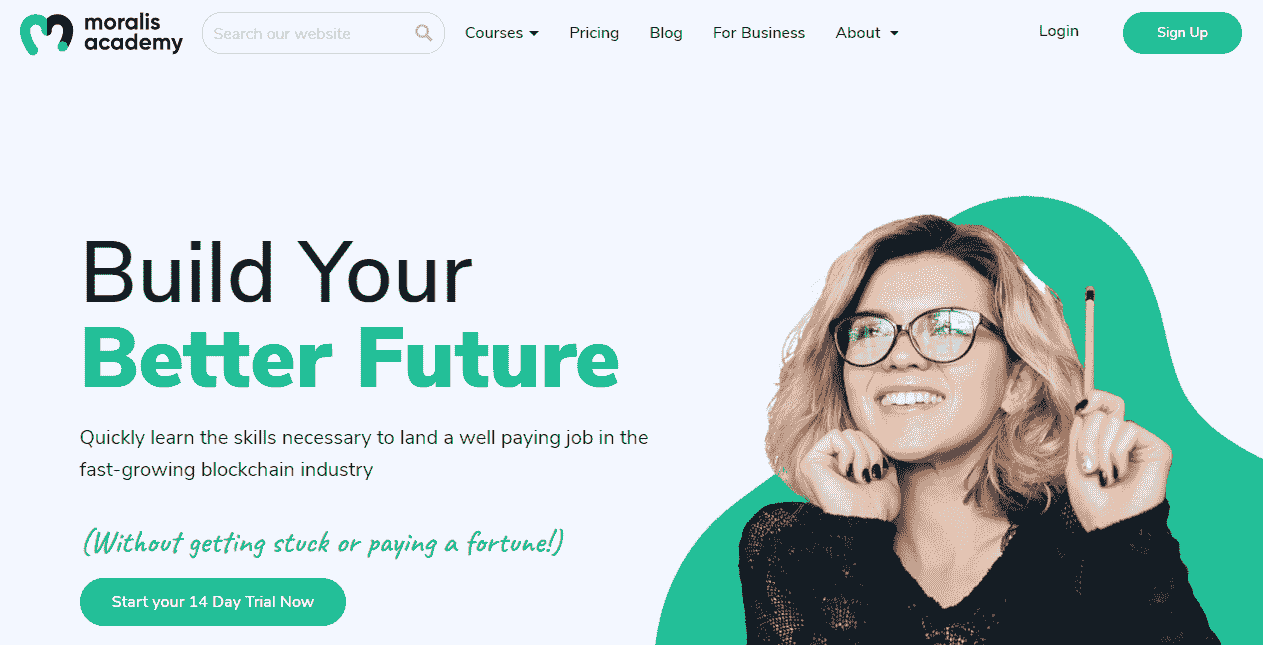 moralis
academy
Search our website
Courses
Pricing
Blog
For Business
About
Login
Sign Up
Build Your
Better Future
Quickly learn the skills necessary to land a well paying job in the
fast-growing blockchain industry
(Without getting stuck or paying a fortune!)
Start your 14 Day Trial Now